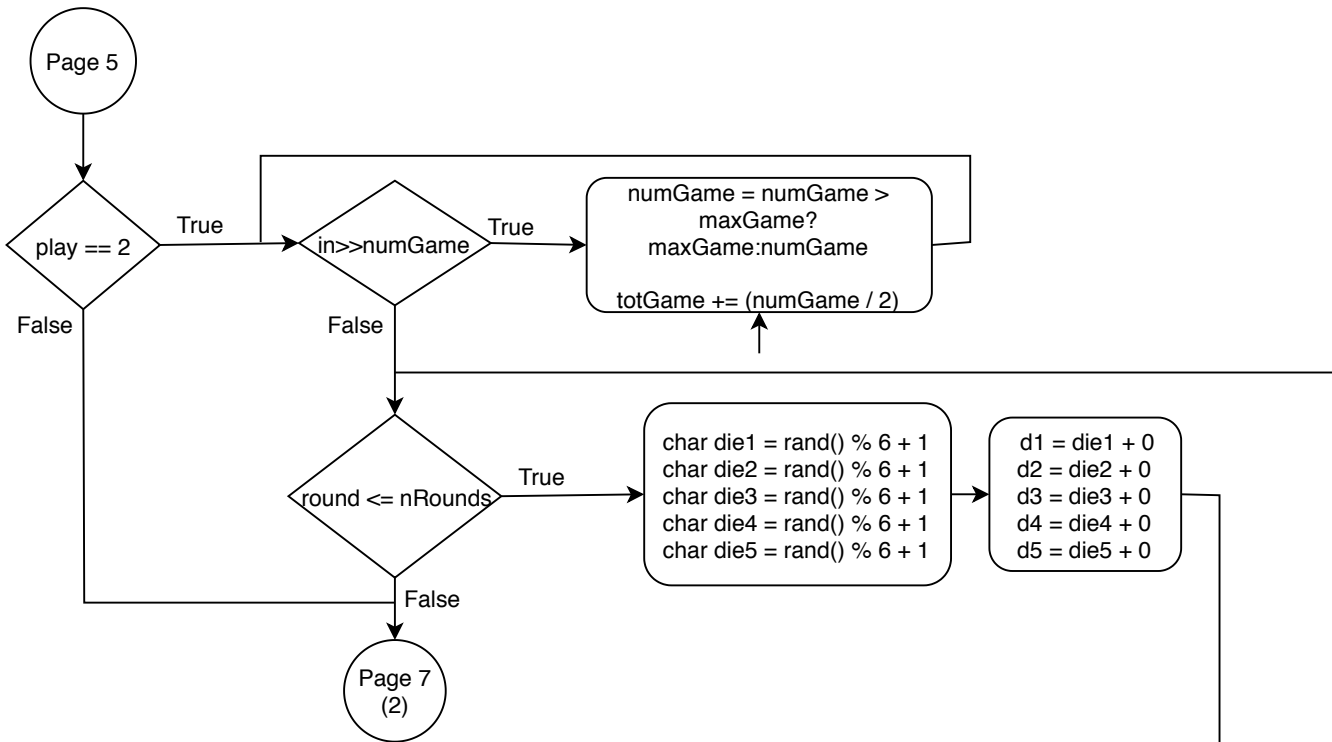 Page 5
play == 2
True
False
in>>numGame
True
False
numGame = numGame >
maxGame?
maxGame:numGame
totGame += (numGame / 2)
round <= nRounds
True
False
char die1 = rand() % 6 + 1
char die2 = rand() % 6 + 1
char die3 = rand() % 6 + 1
char die4 = rand() % 6 + 1
char die5 = rand() % 6 + 1
d1 = die1 + 0
d2 = die2 + 0
d3 = die3 + 0
d4 = die4 + 0
d5 = die5 + 0
Page 7
(2)